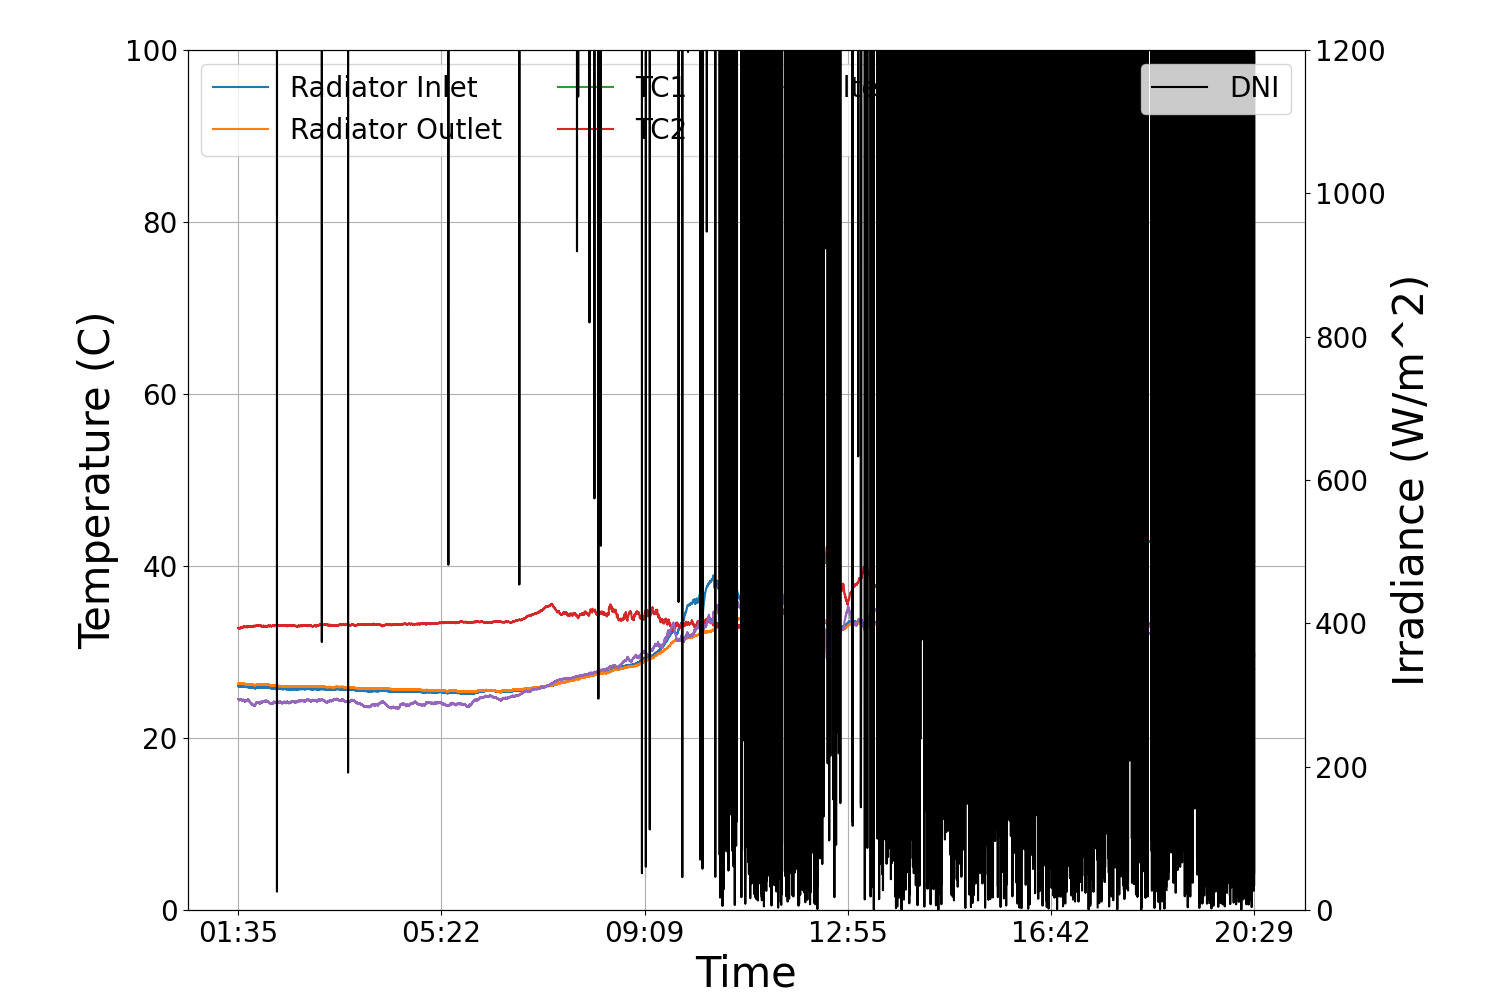 100
80
60
40
20
0
Temperature (C)
Radiator Inlet
Radiator Outlet
TC1
TC2
DNI
1200
1000
800
600
400
200
0
Irradiance (W/m^2)
01:35 05:22 09:09 12:55 16:42 20:29
Time